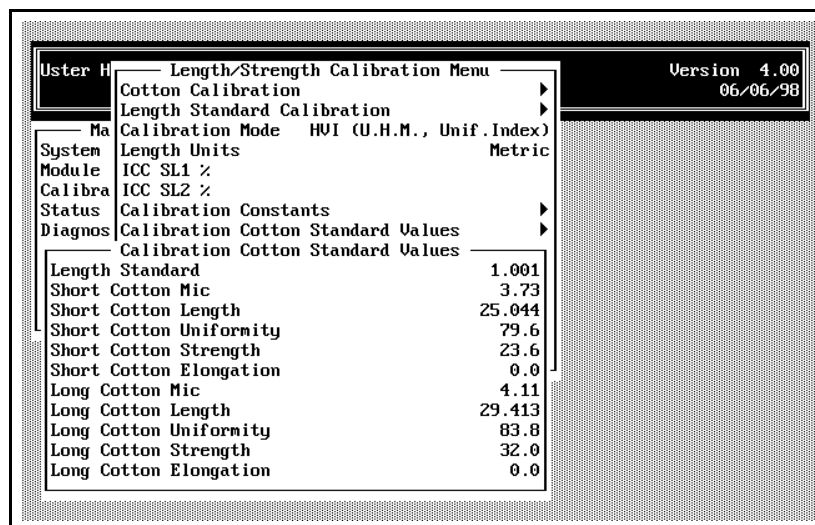 Uster H
Version 4.00
06/06/98
Length/Strength Calibration Menu
Cotton Calibration
Length Standard Calibration
Calibration Mode HVI (U.H.M., Unif.Index)
Length Units Metric
ICC SL1 %
ICC SL2 %
Calibration Constants
Calibration Cotton Standard Values
Ma
System
Module
Calibra
Status
Diagnos
Calibration Cotton Standard Values
Length Standard 1.001
Short Cotton Mic 3.73
Short Cotton Length 25.044
Short Cotton Uniformity 79.6
Short Cotton Strength 23.6
Short Cotton Elongation 0.0
Long Cotton Mic 4.11
Long Cotton Length 29.413
Long Cotton Uniformity 83.8
Long Cotton Strength 32.0
Long Cotton Elongation 0.0